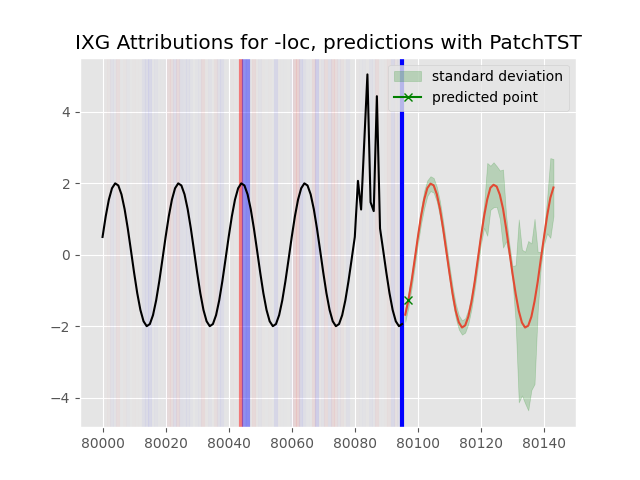 IXG Attributions for -loc, predictions with PatchTST
standard deviation
predicted point
4
2
0
−2
−4
80000 80020 80040 80060 80080 80100 80120 80140